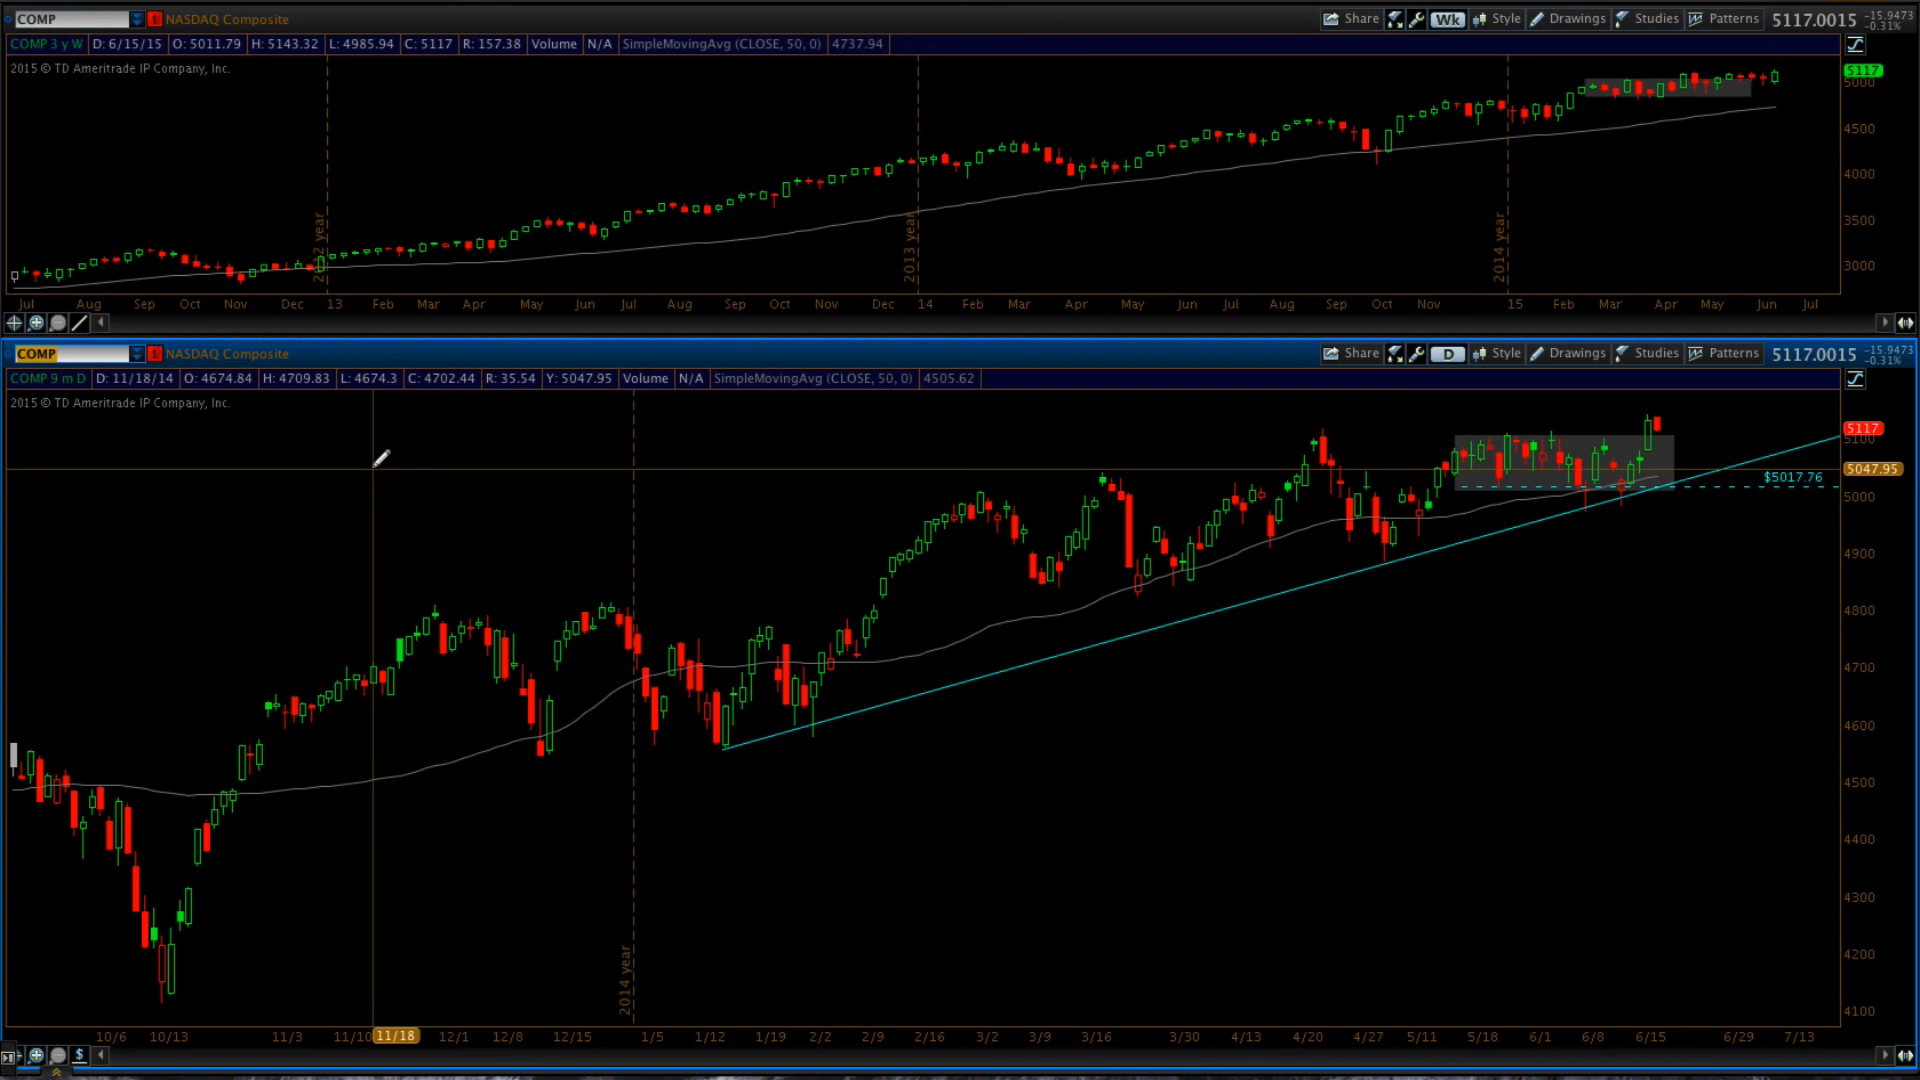 COMP 1 NASDAQ Composite Share Wk Style Drawings Studies Patterns 5117.0015 -15.9473 -0.31%
COMP 3 y W D: 6/15/15 O: 5011.79 H: 5143.32 L: 4985.94 C: 5117 R: 157.38 Volume N/A SimpleMovingAvg (CLOSE, 50, 0) 4737.94
2015 © TD Ameritrade IP Company, Inc.
5117
5000
4500
4000
3500
3000
2012 year
2013 year
2014 year
Jul Aug Sep Oct Nov Dec 13 Feb Mar Apr May Jun Jul Aug Sep Oct Nov Dec 14 Feb Mar Apr May Jun Jul Aug Sep Oct Nov 15 Feb Mar Apr May Jun Jul
COMP 1 NASDAQ Composite Share D Style Drawings Studies Patterns 5117.0015 -15.9473 -0.31%
COMP 9 m D D: 11/18/14 O: 4674.84 H: 4709.83 L: 4674.3 C: 4702.44 R: 35.54 Y: 5047.95 Volume N/A SimpleMovingAvg (CLOSE, 50, 0) 4505.62
2015 © TD Ameritrade IP Company, Inc.
5117
5100
5047.95
$5017.76
5000
4900
4800
4700
4600
4500
4400
4300
4200
4100
2014 year
10/6 10/13 11/3 11/10 11/18 12/1 12/8 12/15 1/5 1/12 1/19 2/2 2/9 2/16 3/2 3/9 3/16 3/30 4/13 4/20 4/27 5/11 5/18 6/1 6/8 6/15 6/29 7/13
$